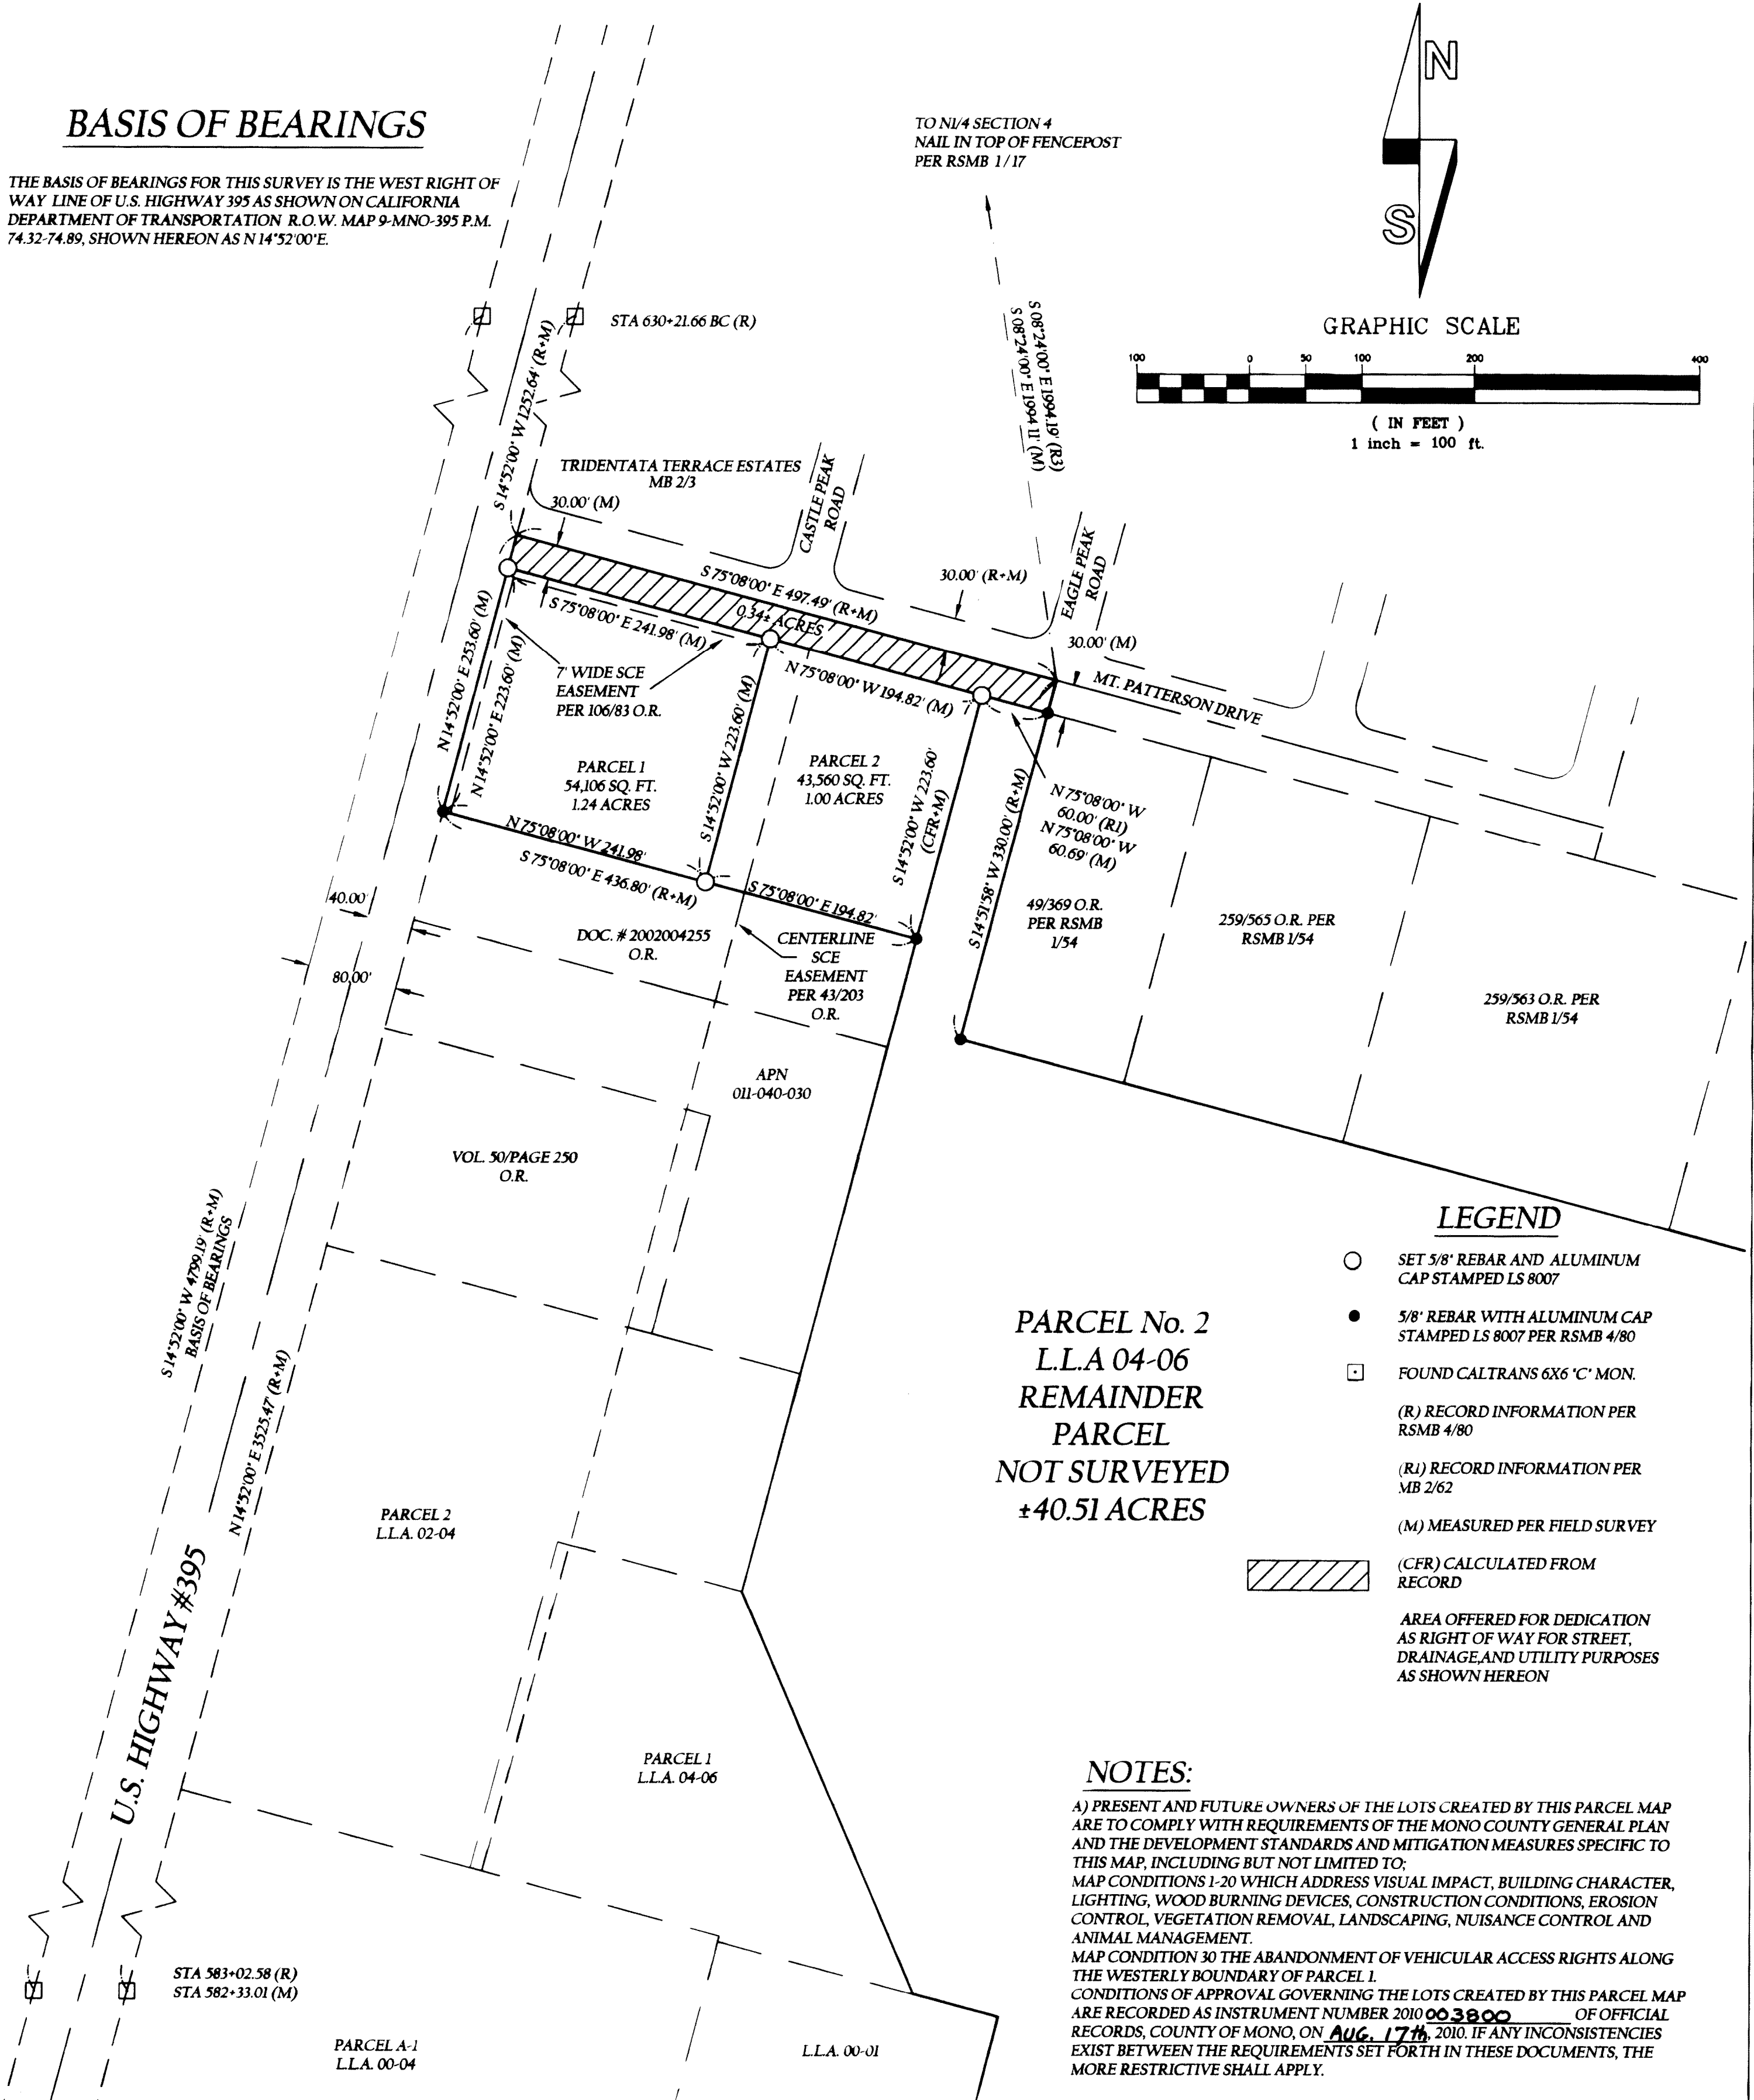 BASIS OF BEARINGS
THE BASIS OF BEARINGS FOR THIS SURVEY IS THE WEST RIGHT OF
WAY LINE OF U.S. HIGHWAY 395 AS SHOWN ON CALIFORNIA
DEPARTMENT OF TRANSPORTATION R.O.W. MAP 9-MNO-395 P.M.
74.32-74.89, SHOWN HEREON AS N 14°52'00"E.
TO N1/4 SECTION 4
NAIL IN TOP OF FENCEPOST
PER RSMB 1/17
N
S
GRAPHIC SCALE
100 0 50 100 200 400
( IN FEET )
1 inch = 100 ft.
STA 630+21.66 BC (R)
S 14°52'00" W 1252.64' (R+M)
S 08°24'00" E 1994.19' (R3)
S 08°24'00" E 1994.11' (M)
TRIDENTATA TERRACE ESTATES
MB 2/3
30.00' (M)
CASTLE PEAK
ROAD
EAGLE PEAK
ROAD
30.00' (R+M)
30.00' (M)
S 75°08'00" E 497.49' (R+M)
0.34± ACRES
S 75°08'00" E 241.98' (M)
N 75°08'00" W 194.82' (M)
MT. PATTERSON DRIVE
N 14°52'00" E 253.60' (M)
N 14°52'00" E 223.60' (M)
7' WIDE SCE
EASEMENT
PER 106/83 O.R.
S 14°52'00" W 223.60' (M)
PARCEL 1
54,106 SQ. FT.
1.24 ACRES
PARCEL 2
43,560 SQ. FT.
1.00 ACRES
S 14°52'00" W 223.60'
(CFR+M)
S 14°51'58" W 330.00' (R+M)
N 75°08'00" W
60.00' (R1)
N 75°08'00" W
60.69' (M)
N 75°08'00" W 241.98'
S 75°08'00" E 436.80' (R+M)
S 75°08'00" E 194.82'
40.00'
80.00'
DOC. # 2002004255
O.R.
CENTERLINE
SCE
EASEMENT
PER 43/203
O.R.
49/369 O.R.
PER RSMB
1/54
259/565 O.R. PER
RSMB 1/54
259/563 O.R. PER
RSMB 1/54
APN
011-040-030
VOL. 50/PAGE 250
O.R.
S 14°52'00" W 4799.19' (R+M)
BASIS OF BEARINGS
N 14°52'00" E 3525.47' (R+M)
U.S. HIGHWAY #395
PARCEL 2
L.L.A. 02-04
PARCEL 1
L.L.A. 04-06
PARCEL No. 2
L.L.A 04-06
REMAINDER
PARCEL
NOT SURVEYED
±40.51 ACRES
LEGEND
SET 5/8" REBAR AND ALUMINUM
CAP STAMPED LS 8007
5/8" REBAR WITH ALUMINUM CAP
STAMPED LS 8007 PER RSMB 4/80
FOUND CALTRANS 6X6 "C" MON.
(R) RECORD INFORMATION PER
RSMB 4/80
(R1) RECORD INFORMATION PER
MB 2/62
(M) MEASURED PER FIELD SURVEY
(CFR) CALCULATED FROM
RECORD
AREA OFFERED FOR DEDICATION
AS RIGHT OF WAY FOR STREET,
DRAINAGE,AND UTILITY PURPOSES
AS SHOWN HEREON
STA 583+02.58 (R)
STA 582+33.01 (M)
PARCEL A-1
L.L.A. 00-04
L.L.A. 00-01
NOTES:
A) PRESENT AND FUTURE OWNERS OF THE LOTS CREATED BY THIS PARCEL MAP
ARE TO COMPLY WITH REQUIREMENTS OF THE MONO COUNTY GENERAL PLAN
AND THE DEVELOPMENT STANDARDS AND MITIGATION MEASURES SPECIFIC TO
THIS MAP, INCLUDING BUT NOT LIMITED TO;
MAP CONDITIONS 1-20 WHICH ADDRESS VISUAL IMPACT, BUILDING CHARACTER,
LIGHTING, WOOD BURNING DEVICES, CONSTRUCTION CONDITIONS, EROSION
CONTROL, VEGETATION REMOVAL, LANDSCAPING, NUISANCE CONTROL AND
ANIMAL MANAGEMENT.
MAP CONDITION 30 THE ABANDONMENT OF VEHICULAR ACCESS RIGHTS ALONG
THE WESTERLY BOUNDARY OF PARCEL 1.
CONDITIONS OF APPROVAL GOVERNING THE LOTS CREATED BY THIS PARCEL MAP
ARE RECORDED AS INSTRUMENT NUMBER 2010 003800 OF OFFICIAL
RECORDS, COUNTY OF MONO, ON AUG. 17th, 2010. IF ANY INCONSISTENCIES
EXIST BETWEEN THE REQUIREMENTS SET FORTH IN THESE DOCUMENTS, THE
MORE RESTRICTIVE SHALL APPLY.